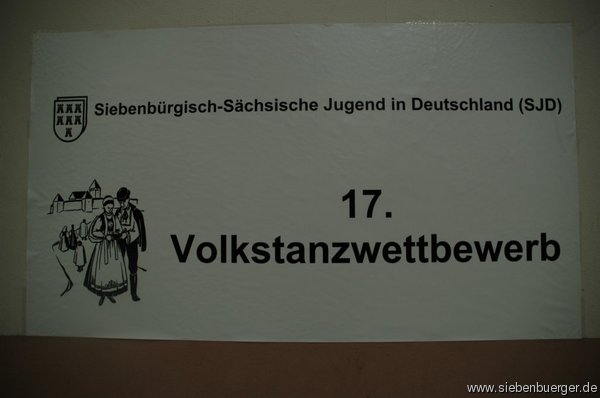 Siebenbürgisch-Sächsische Jugend in Deutschland (SJD)
17.
Volkstanzwettbewerb
www.siebenbuerger.de